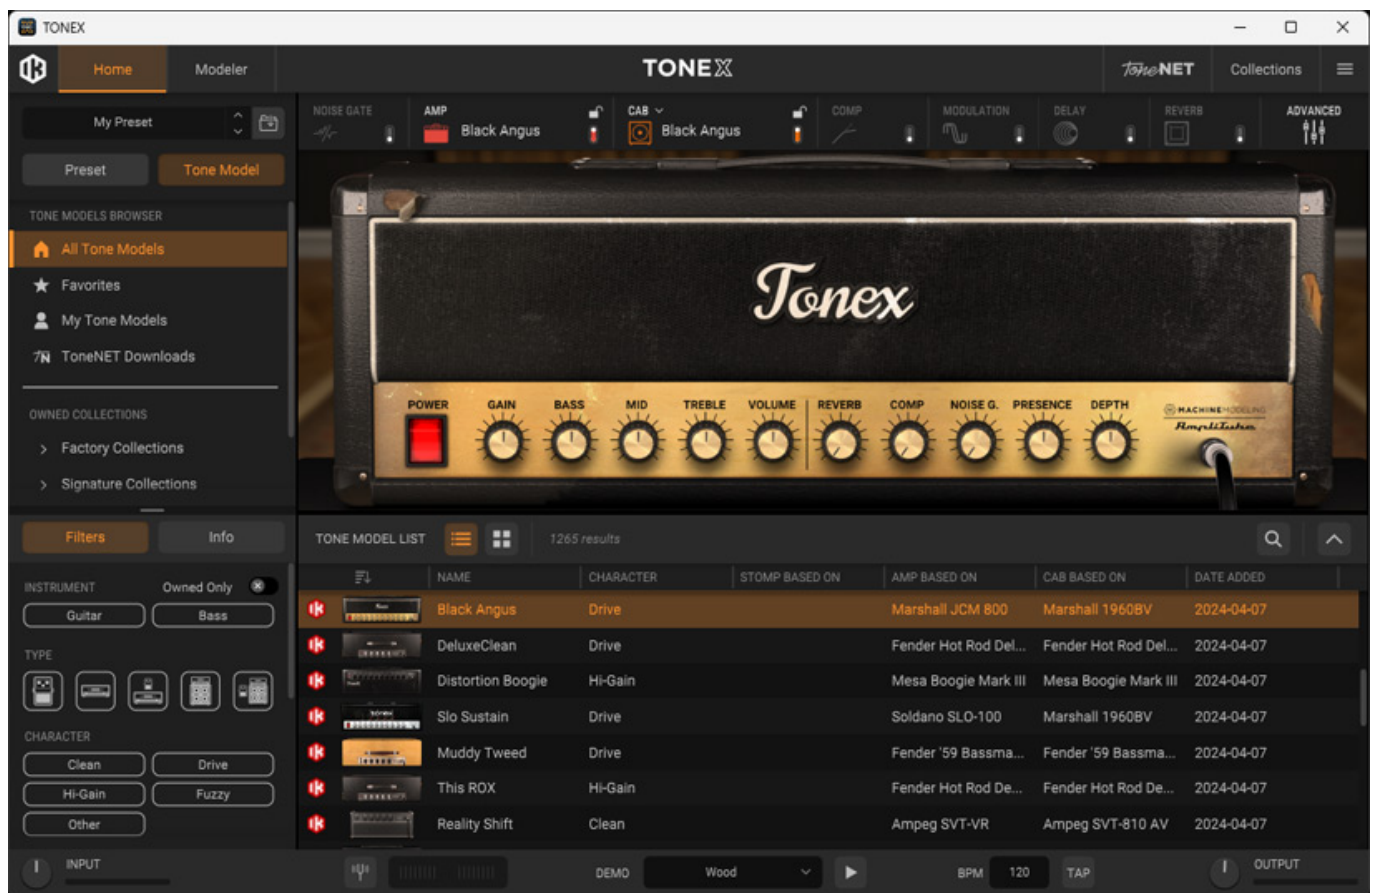 TONEX
Home
Modeler
TONEX
ToneNET
Collections
My Preset
NOISE GATE
AMP
Black Angus
CAB
Black Angus
COMP
MODULATION
DELAY
REVERB
ADVANCED
Preset
Tone Model
TONE MODELS BROWSER
All Tone Models
Favorites
My Tone Models
ToneNET Downloads
OWNED COLLECTIONS
Factory Collections
Signature Collections
Tonex
POWER GAIN BASS MID TREBLE VOLUME REVERB COMP NOISE G. PRESENCE DEPTH
MACHINEMODELING
AmpliTube
Filters
Info
INSTRUMENT
Owned Only
Guitar
Bass
TYPE
CHARACTER
Clean
Drive
Hi-Gain
Fuzzy
Other
TONE MODEL LIST
1265 results
NAME CHARACTER STOMP BASED ON AMP BASED ON CAB BASED ON DATE ADDED
Black Angus Drive Marshall JCM 800 Marshall 1960BV 2024-04-07
DeluxeClean Drive Fender Hot Rod Del... Fender Hot Rod Del... 2024-04-07
Distortion Boogie Hi-Gain Mesa Boogie Mark III Mesa Boogie Mark III 2024-04-07
Slo Sustain Drive Soldano SLO-100 Marshall 1960BV 2024-04-07
Muddy Tweed Drive Fender '59 Bassma... Fender '59 Bassma... 2024-04-07
This ROX Hi-Gain Fender Hot Rod De... Fender Hot Rod De... 2024-04-07
Reality Shift Clean Ampeg SVT-VR Ampeg SVT-810 AV 2024-04-07
INPUT
DEMO
Wood
BPM
120
TAP
OUTPUT